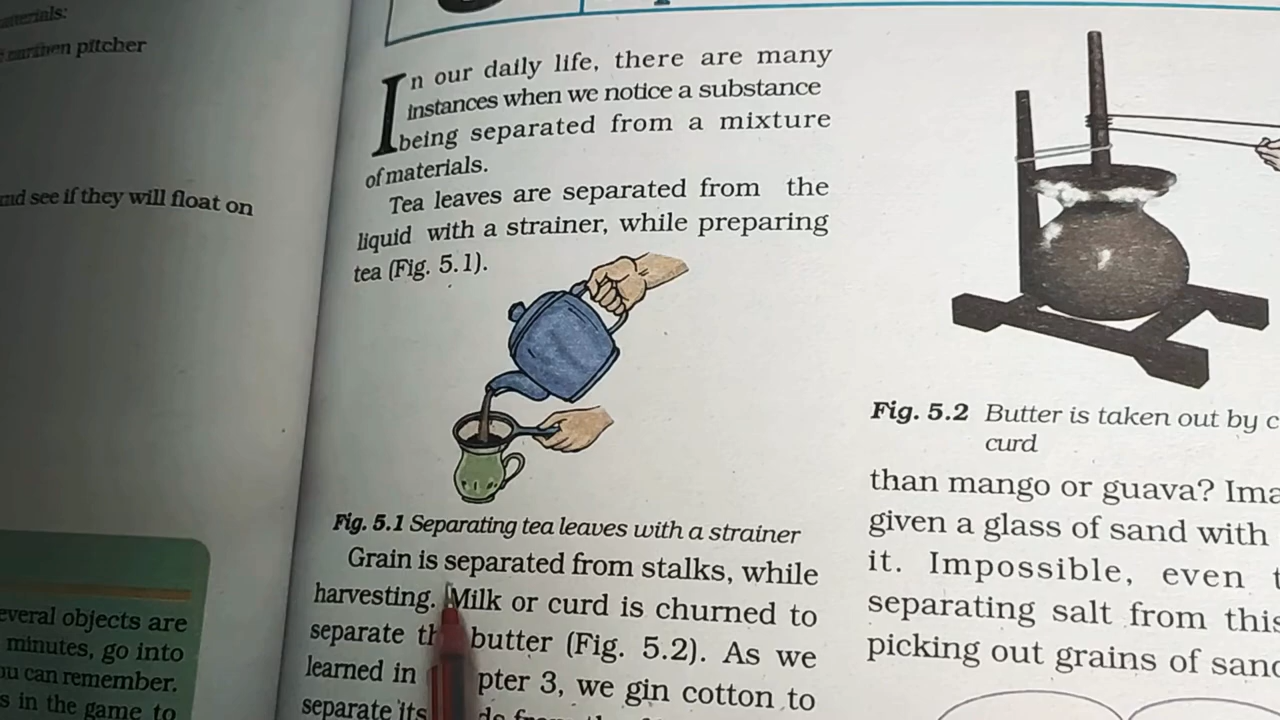 materials:
earthen pitcher
and see if they will float on
several objects are
minutes, go into
you can remember.
s in the game to
In our daily life, there are many
instances when we notice a substance
being separated from a mixture
of materials.
Tea leaves are separated from the
liquid with a strainer, while preparing
tea (Fig. 5.1).
Fig. 5.1 Separating tea leaves with a strainer
Grain is separated from stalks, while
harvesting. Milk or curd is churned to
separate the butter (Fig. 5.2). As we
learned in pter 3, we gin cotton to
separate its
Fig. 5.2 Butter is taken out by c
curd
than mango or guava? Ima
given a glass of sand with
it. Impossible, even t
separating salt from this
picking out grains of sand